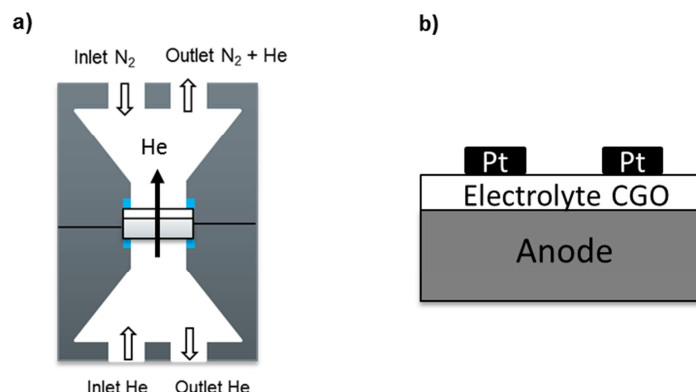 a)
b)
Inlet N₂
Outlet N₂ + He
He
Pt
Pt
Electrolyte CGO
Anode
Inlet He
Outlet He